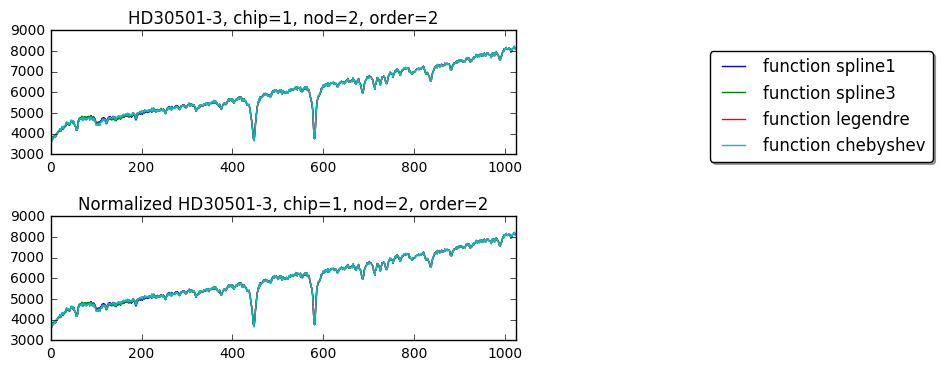 HD30501-3, chip=1, nod=2, order=2
9000
8000
7000
6000
5000
4000
3000
0 200 400 600 800 1000
function spline1
function spline3
function legendre
function chebyshev
Normalized HD30501-3, chip=1, nod=2, order=2
9000
8000
7000
6000
5000
4000
3000
0 200 400 600 800 1000